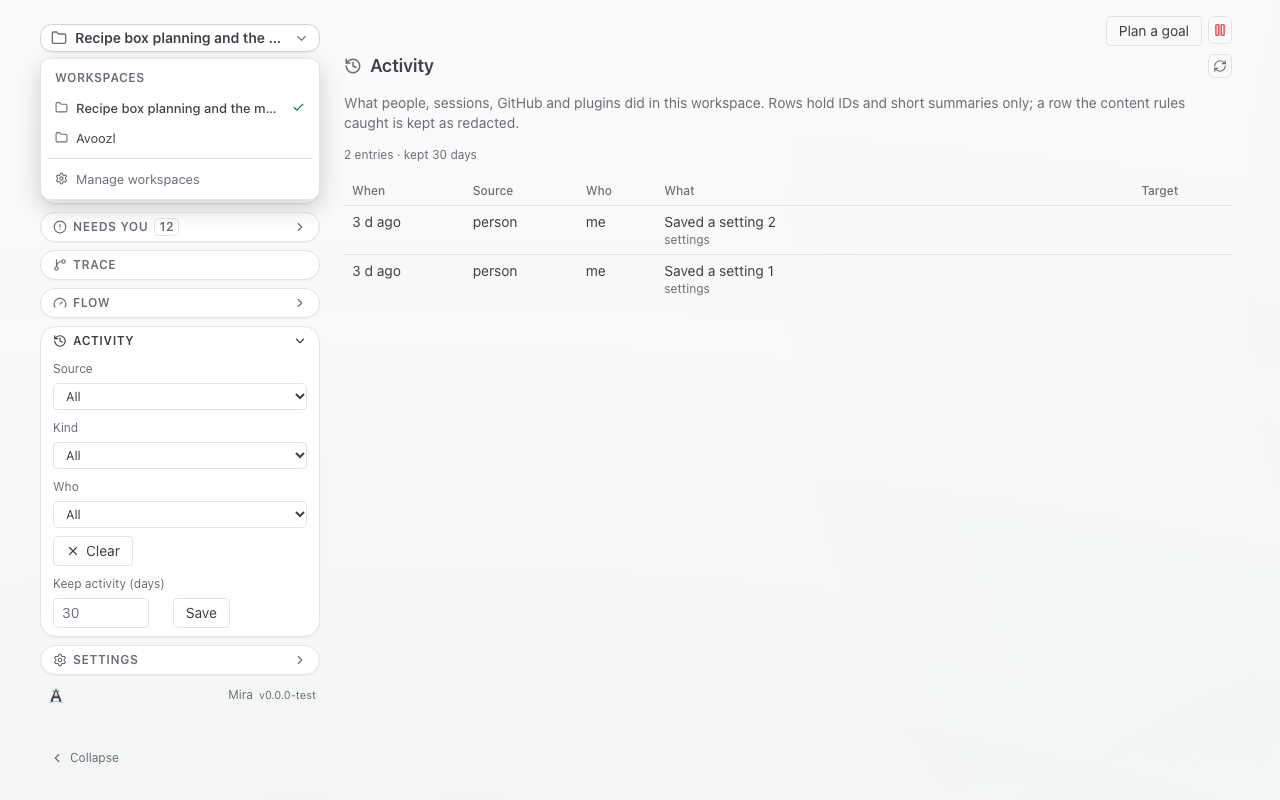 Recipe box planning and the ...
WORKSPACES
Recipe box planning and the m...
Avoozl
Manage workspaces
NEEDS YOU 12
TRACE
FLOW
ACTIVITY
Source
All
Kind
All
Who
All
Clear
Keep activity (days)
30 Save
SETTINGS
Mira v0.0.0-test
Collapse
Plan a goal
Activity
What people, sessions, GitHub and plugins did in this workspace. Rows hold IDs and short summaries only; a row the content rules
caught is kept as redacted.
2 entries · kept 30 days
When Source Who What Target
3 d ago person me Saved a setting 2
settings
3 d ago person me Saved a setting 1
settings